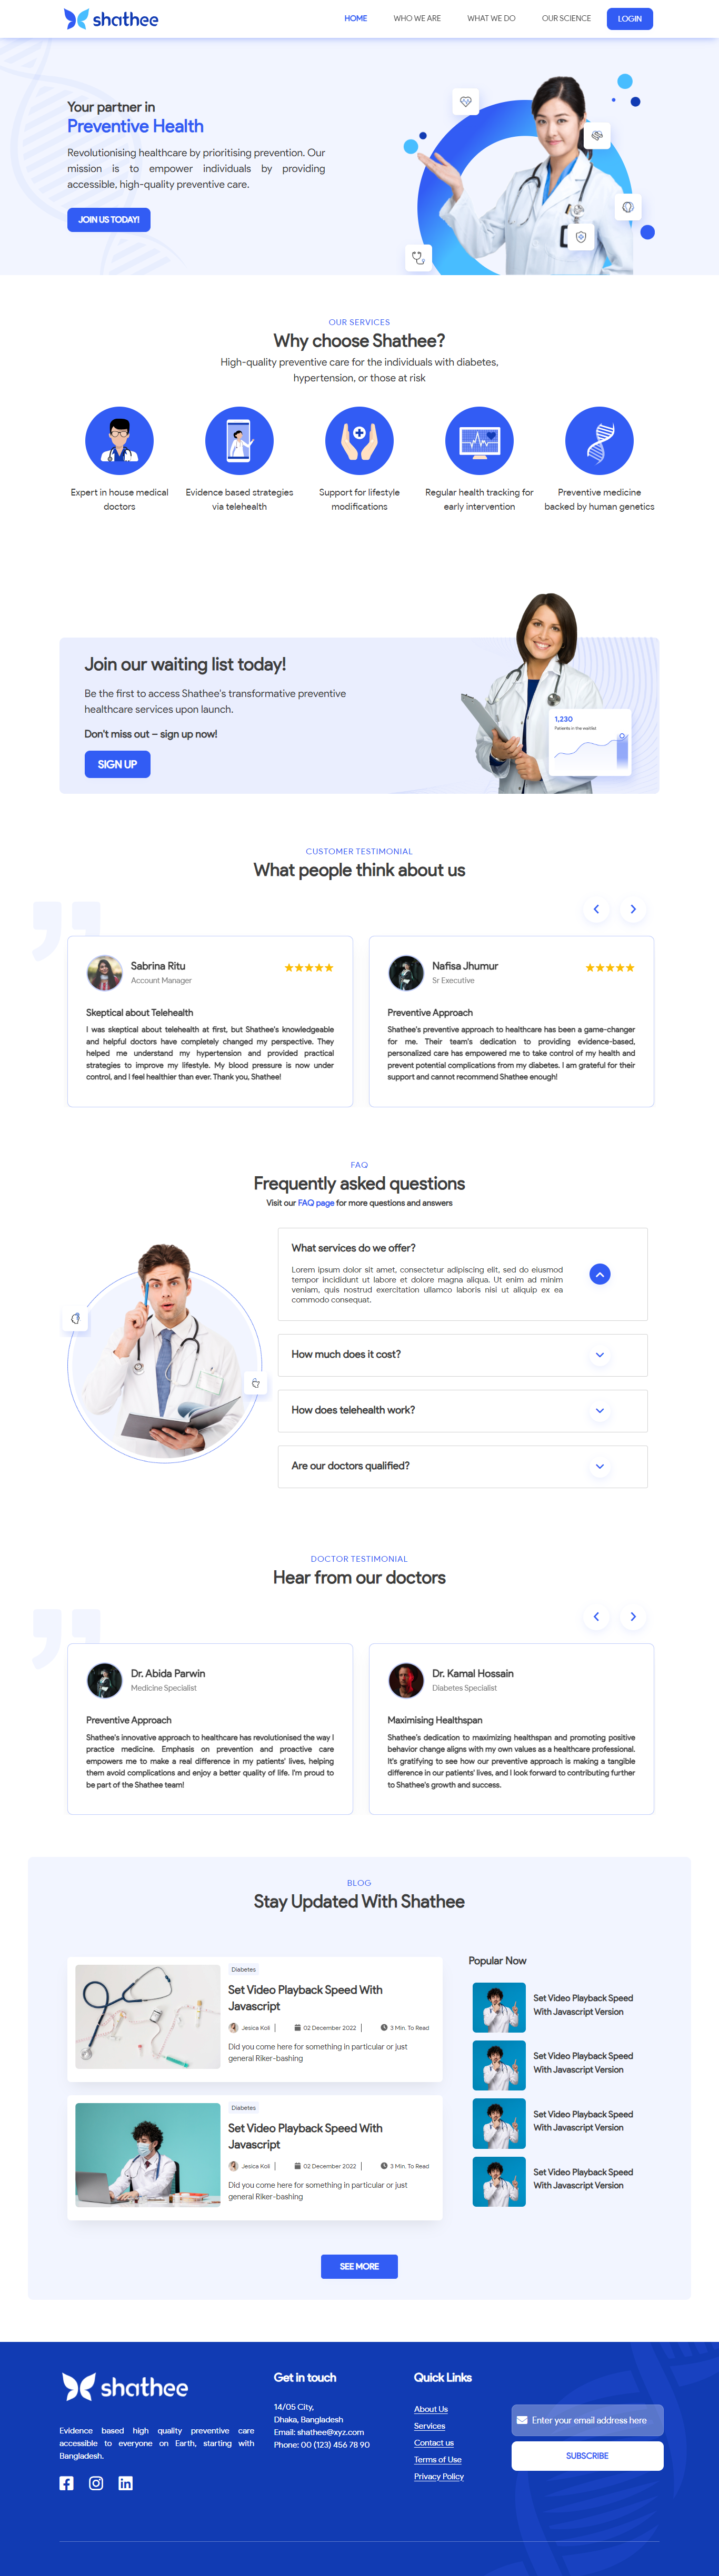 shathee
HOME
WHO WE ARE
WHAT WE DO
OUR SCIENCE
LOGIN
Your partner in
Preventive Health
Revolutionising healthcare by prioritising prevention. Our
mission is to empower individuals by providing
accessible, high-quality preventive care.
JOIN US TODAY!
OUR SERVICES
Why choose Shathee?
High-quality preventive care for the individuals with diabetes,
hypertension, or those at risk
Expert in house medical
doctors
Evidence based strategies
via telehealth
Support for lifestyle
modifications
Regular health tracking for
early intervention
Preventive medicine
backed by human genetics
Join our waiting list today!
Be the first to access Shathee's transformative preventive
healthcare services upon launch.
Don't miss out – sign up now!
SIGN UP
1,230
Patients in the waitlist
CUSTOMER TESTIMONIAL
What people think about us
Sabrina Ritu
Account Manager
Skeptical about Telehealth
I was skeptical about telehealth at first, but Shathee's knowledgeable
and helpful doctors have completely changed my perspective. They
helped me understand my hypertension and provided practical
strategies to improve my lifestyle. My blood pressure is now under
control, and I feel healthier than ever. Thank you, Shathee!
Nafisa Jhumur
Sr Executive
Preventive Approach
Shathee's preventive approach to healthcare has been a game-changer
for me. Their team's dedication to providing evidence-based,
personalized care has empowered me to take control of my health and
prevent potential complications from my diabetes. I am grateful for their
support and cannot recommend Shathee enough!
FAQ
Frequently asked questions
Visit our FAQ page for more questions and answers
What services do we offer?
Lorem ipsum dolor sit amet, consectetur adipiscing elit, sed do eiusmod
tempor incididunt ut labore et dolore magna aliqua. Ut enim ad minim
veniam, quis nostrud exercitation ullamco laboris nisi ut aliquip ex ea
commodo consequat.
How much does it cost?
How does telehealth work?
Are our doctors qualified?
DOCTOR TESTIMONIAL
Hear from our doctors
Dr. Abida Parwin
Medicine Specialist
Preventive Approach
Shathee's innovative approach to healthcare has revolutionised the way I
practice medicine. Emphasis on prevention and proactive care
empowers me to make a real difference in my patients' lives, helping
them avoid complications and enjoy a better quality of life. I'm proud to
be part of the Shathee team!
Dr. Kamal Hossain
Diabetes Specialist
Maximising Healthspan
Shathee's dedication to maximizing healthspan and promoting positive
behavior change aligns with my own values as a healthcare professional.
It's gratifying to see how our preventive approach is making a tangible
difference in our patients' lives, and I look forward to contributing further
to Shathee's growth and success.
BLOG
Stay Updated With Shathee
Diabetes
Set Video Playback Speed With
Javascript
Jesica Koli
02 December 2022
3 Min. To Read
Did you come here for something in particular or just
general Riker-bashing
Diabetes
Set Video Playback Speed With
Javascript
Jesica Koli
02 December 2022
3 Min. To Read
Did you come here for something in particular or just
general Riker-bashing
Popular Now
Set Video Playback Speed
With Javascript Version
Set Video Playback Speed
With Javascript Version
Set Video Playback Speed
With Javascript Version
Set Video Playback Speed
With Javascript Version
SEE MORE
shathee
Evidence based high quality preventive care
accessible to everyone on Earth, starting with
Bangladesh.
Get in touch
14/05 City,
Dhaka, Bangladesh
Email: shathee@xyz.com
Phone: 00 (123) 456 78 90
Quick Links
About Us
Services
Contact us
Terms of Use
Privacy Policy
Enter your email address here
SUBSCRIBE